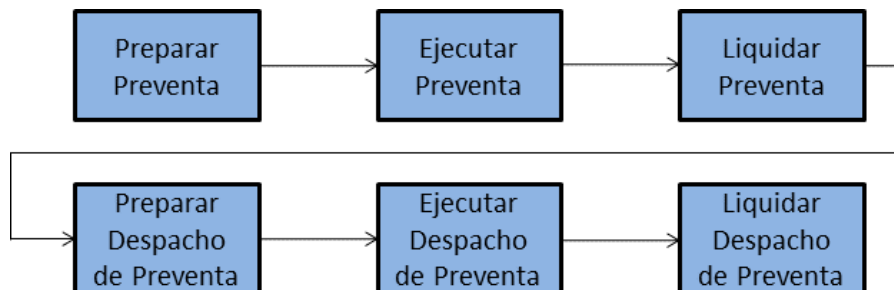 Preparar
Preventa
Ejecutar
Preventa
Liquidar
Preventa
Preparar
Despacho
de Preventa
Ejecutar
Despacho
de Preventa
Liquidar
Despacho
de Preventa